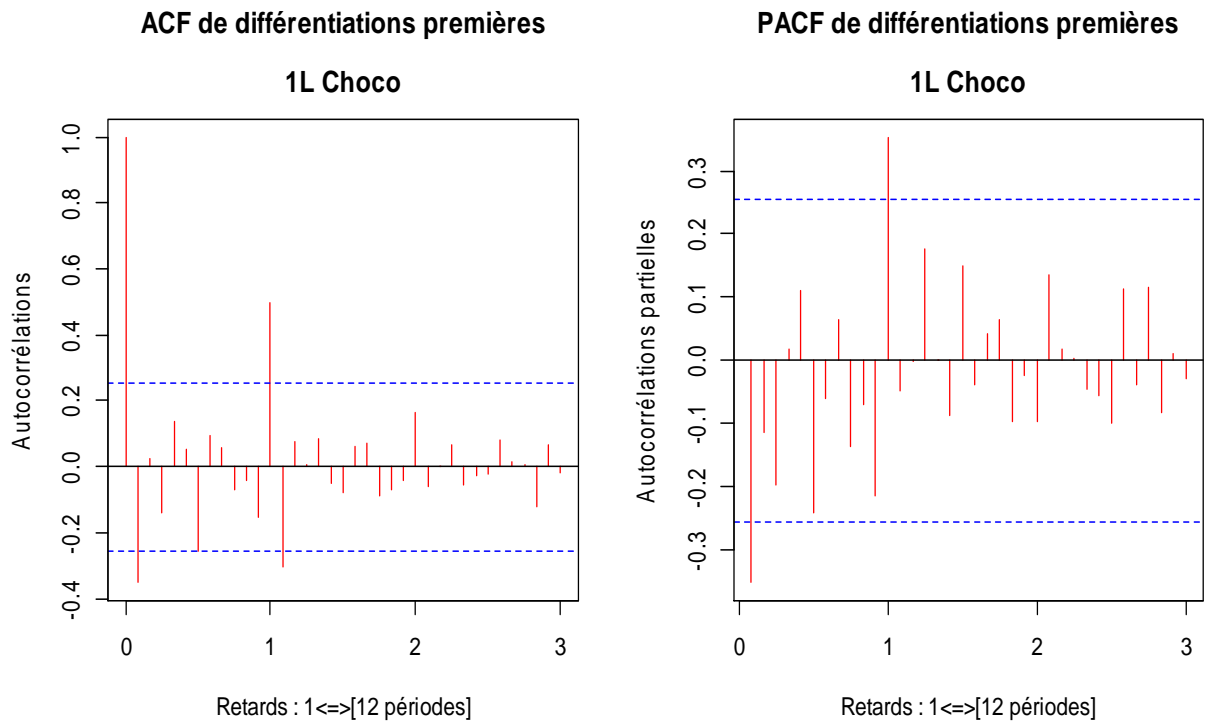 ACF de différentiations premières
1L Choco
Autocorrélations
1.0
0.8
0.6
0.4
0.2
0.0
-0.2
-0.4
0 1 2 3
Retards : 1<=>[12 périodes]
PACF de différentiations premières
1L Choco
Autocorrélations partielles
0.3
0.2
0.1
0.0
-0.1
-0.2
-0.3
0 1 2 3
Retards : 1<=>[12 périodes]